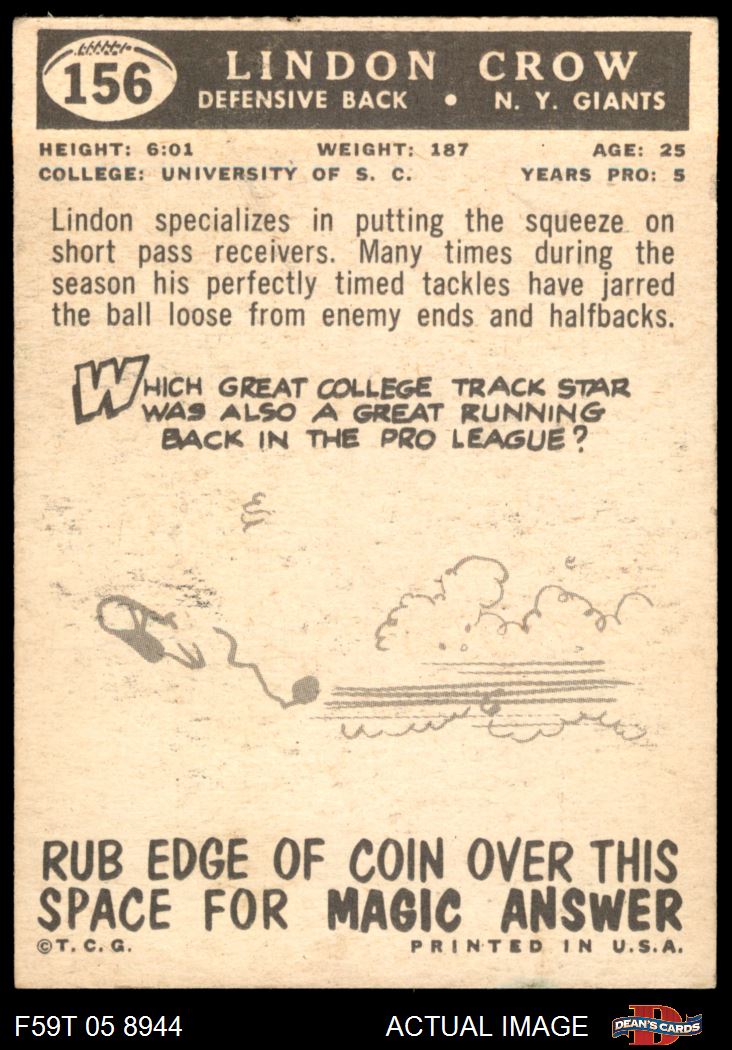 156
LINDON CROW
DEFENSIVE BACK • N. Y. GIANTS
HEIGHT: 6:01 WEIGHT: 187 AGE: 25
COLLEGE: UNIVERSITY OF S. C. YEARS PRO: 5
Lindon specializes in putting the squeeze on
short pass receivers. Many times during the
season his perfectly timed tackles have jarred
the ball loose from enemy ends and halfbacks.
WHICH GREAT COLLEGE TRACK STAR
WAS ALSO A GREAT RUNNING
BACK IN THE PRO LEAGUE?
RUB EDGE OF COIN OVER THIS
SPACE FOR MAGIC ANSWER
©T. C. G. PRINTED IN U.S.A.
F59T 05 8944 ACTUAL IMAGE D DEAN'S CARDS